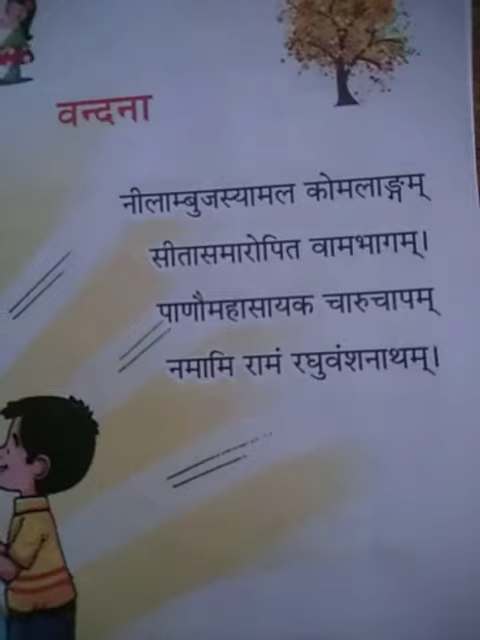 वन्दना
नीलाम्बुजस्यामल कोमलाङ्गम्
सीतासमारोपित वामभागम्।
पाणौमहासायक चारुचापम्
नमामि रामं रघुवंशनाथम्।